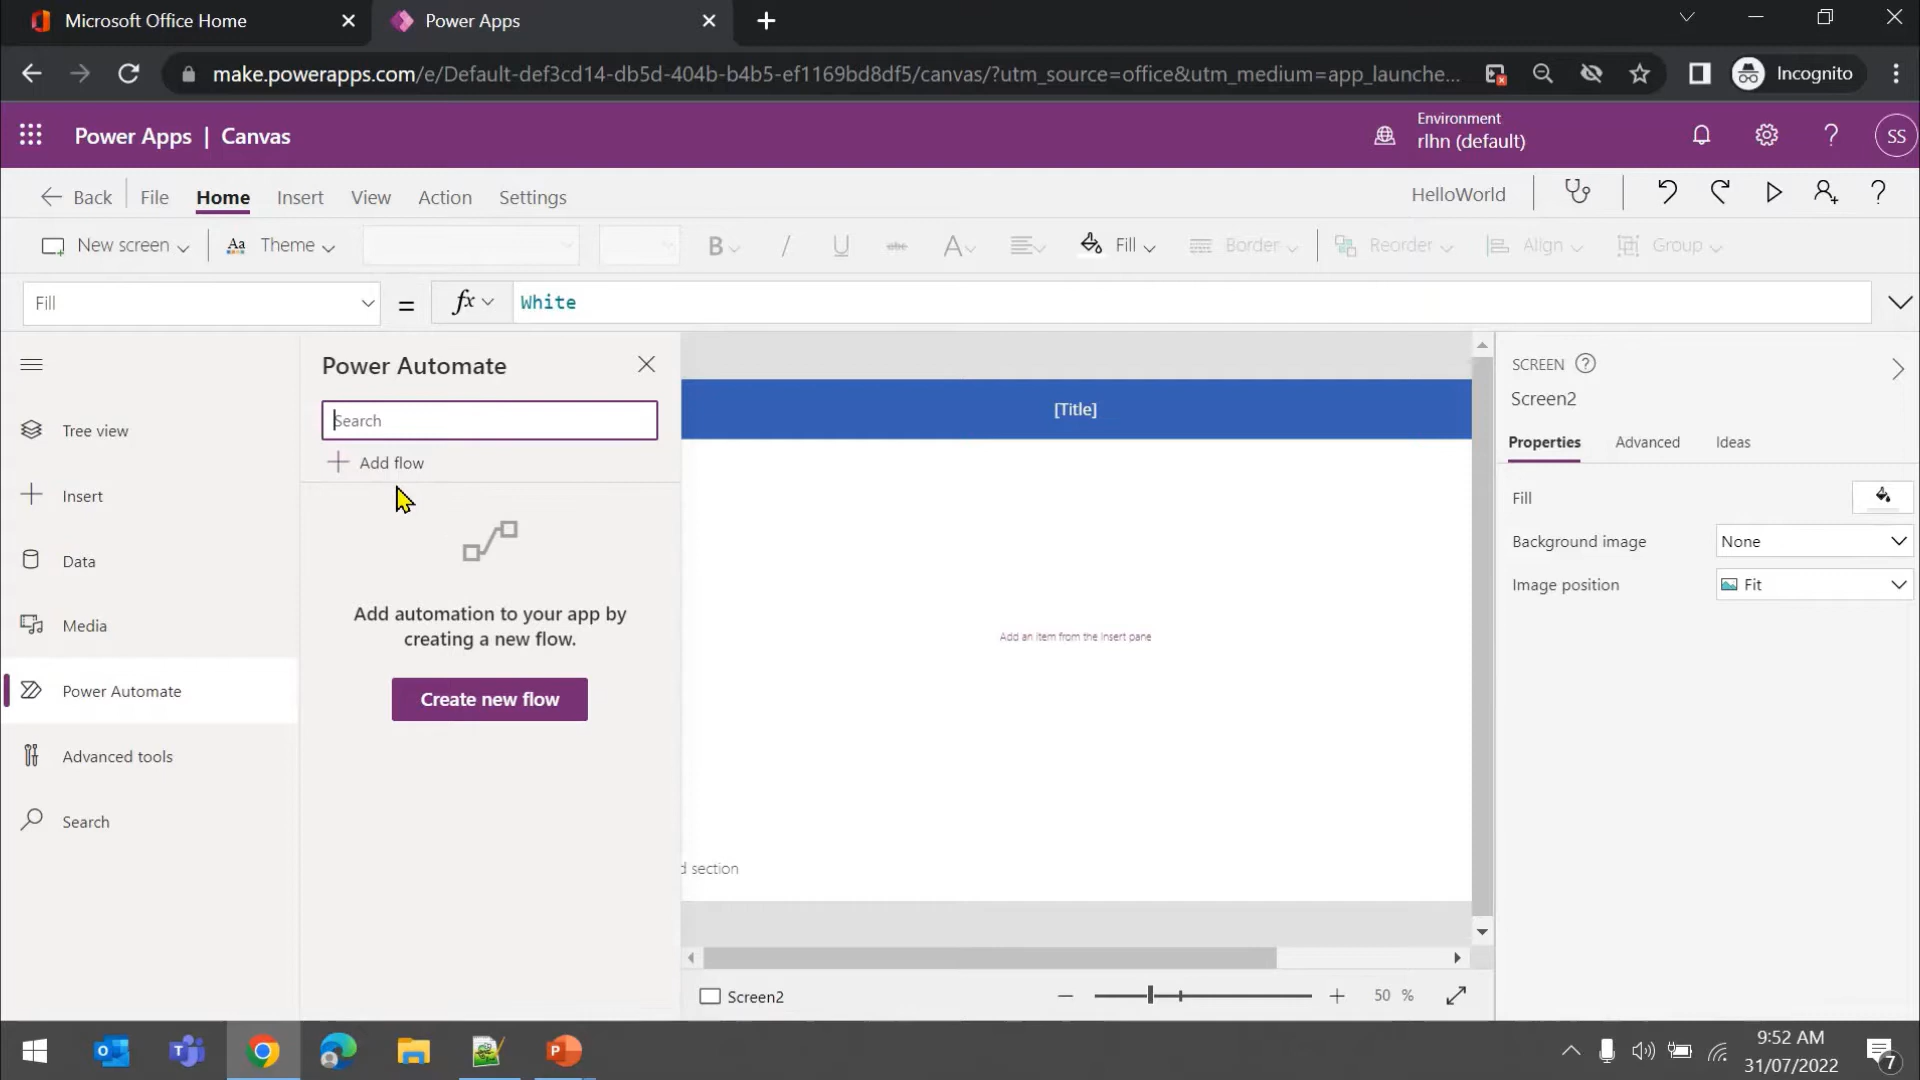 Microsoft Office Home
Power Apps
make.powerapps.com/e/Default-def3cd14-db5d-404b-b4b5-ef1169bd8df5/canvas/?utm_source=office&utm_medium=app_launche...
Incognito
Power Apps | Canvas
Environment
rlhn (default)
SS
Back
File
Home
Insert
View
Action
Settings
HelloWorld
New screen
Theme
B
/
U
abc
A
Fill
Border
Reorder
Align
Group
Fill
=
fx
White
Tree view
Insert
Data
Media
Power Automate
Advanced tools
Search
Power Automate
Search
Add flow
Add automation to your app by
creating a new flow.
Create new flow
[Title]
Add an item from the insert pane
d section
Screen2
50 %
SCREEN
Screen2
Properties
Advanced
Ideas
Fill
Background image
None
Image position
Fit
9:52 AM
31/07/2022
7